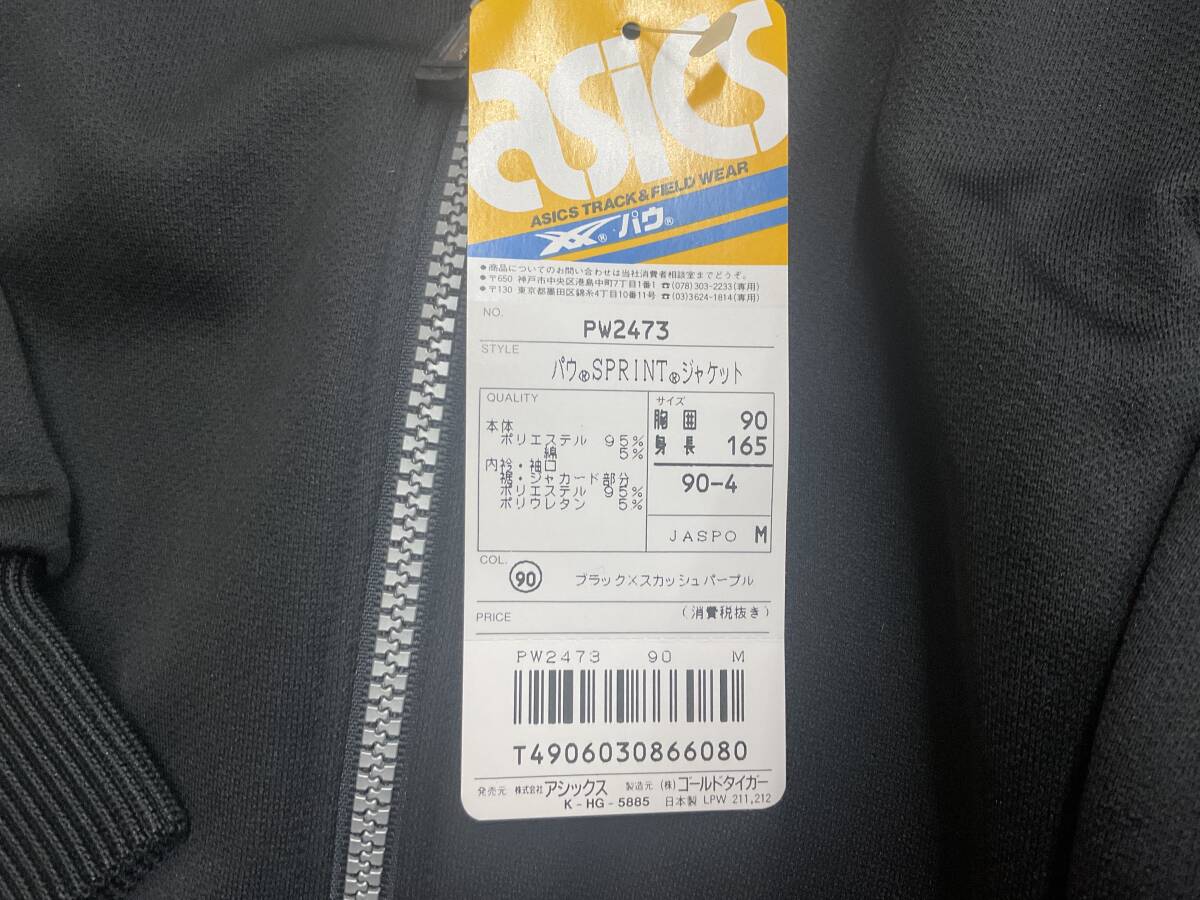 asics
ASICS TRACK & FIELD WEAR
® パウ®
●商品についてのお問い合わせは当社消費者相談室までどうぞ。
●〒650 神戸市中央区港島中町7丁目1番1 ☎(078)303-2233(専用)
●〒130 東京都墨田区錦糸4丁目10番11号 ☎(03)3624-1814(専用)
NO.
PW2473
STYLE
パウ®SPRINT®ジャケット
QUALITY
本体
ポリエステル 95%
綿 5%
内衿・袖口
裾・ジャカード部分
ポリエステル 95%
ポリウレタン 5%
サイズ
胸囲 90
身長 165
90-4
JASPO M
COL.
90 ブラック×スカッシュパープル
PRICE (消費税抜き)
PW2473 90 M
T4906030866080
発売元 株式会社 アシックス 製造元 (株)ゴールドタイガー
K-HG-5885 日本製 LPW 211,212